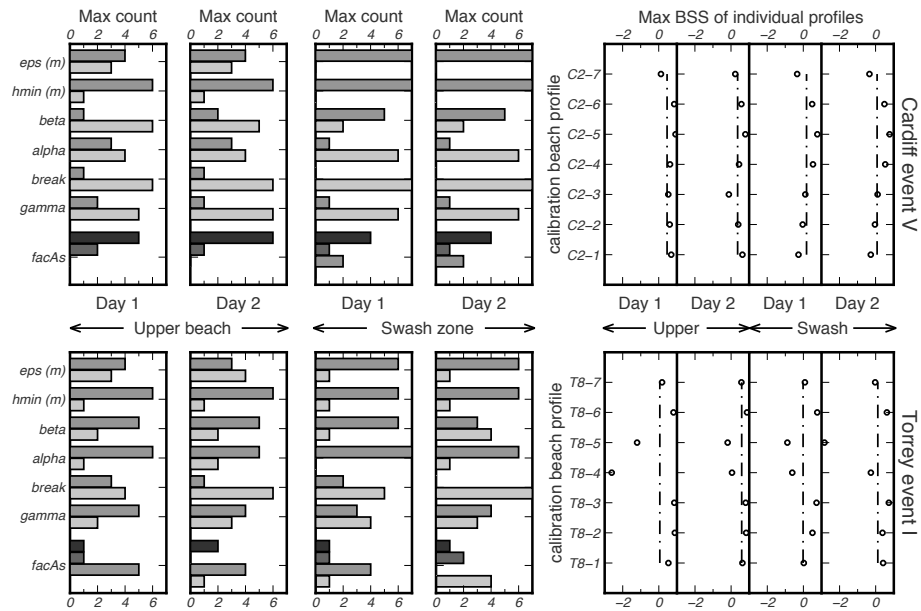 Max count Max count Max count Max count Max BSS of individual profiles
0 2 4 6 0 2 4 6 0 2 4 6 0 2 4 6 −2 0 −2 0 −2 0 −2 0
eps (m)
hmin (m)
beta
alpha
break
gamma
facAs
calibration beach profile
C2−7
C2−6
C2−5
C2−4
C2−3
C2−2
C2−1
Cardiff event V
Day 1 Day 2 Day 1 Day 2 Day 1 Day 2 Day 1 Day 2
Upper beach Swash zone Upper Swash
eps (m)
hmin (m)
beta
alpha
break
gamma
facAs
calibration beach profile
T8−7
T8−6
T8−5
T8−4
T8−3
T8−2
T8−1
Torrey event I
0 2 4 6 0 2 4 6 0 2 4 6 0 2 4 6 −2 0 −2 0 −2 0 −2 0